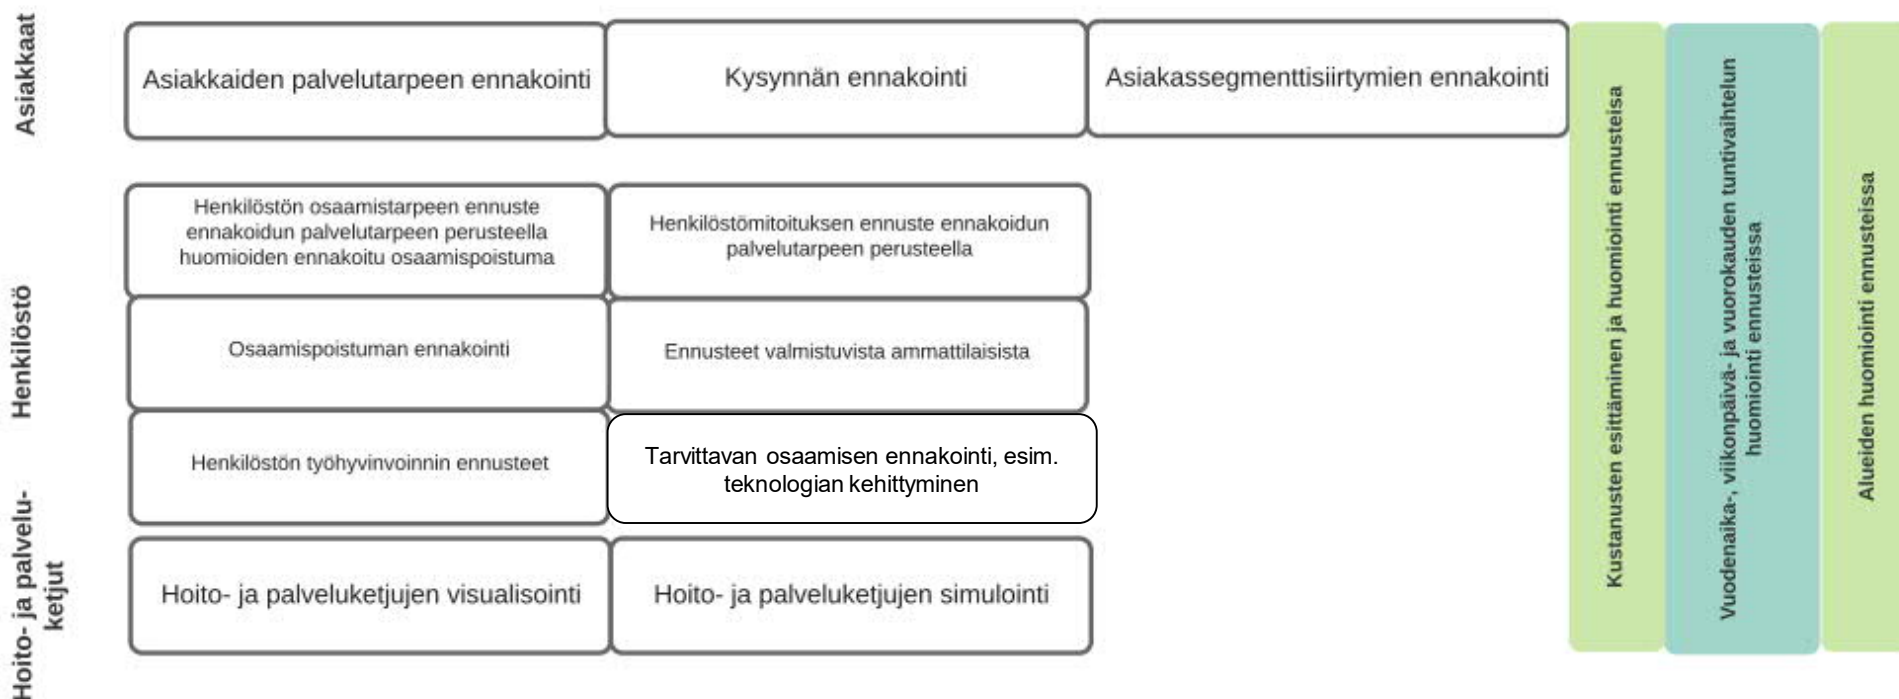 Asiakkaat
Asiakkaiden palvelutarpeen ennakointi
Kysynnän ennakointi
Asiakassegmenttisiirtymien ennakointi
Henkilöstö
Henkilöstön osaamistarpeen ennuste
ennakoidun palvelutarpeen perusteella
huomioiden ennakoitu osaamispoistuma
Henkilöstömitoituksen ennuste ennakoidun
palvelutarpeen perusteella
Osaamispoistuman ennakointi
Ennusteet valmistuvista ammattilaisista
Henkilöstön työhyvinvoinnin ennusteet
Tarvittavan osaamisen ennakointi, esim.
teknologian kehittyminen
Hoito- ja palvelu-
ketjut
Hoito- ja palveluketjujen visualisointi
Hoito- ja palveluketjujen simulointi
Kustanusten esittäminen ja huomiointi ennusteisa
Vuodenaika-, viikonpäivä- ja vuorokauden tuntivaihtelun
huomiointi ennusteissa
Alueiden huomiointi ennusteissa